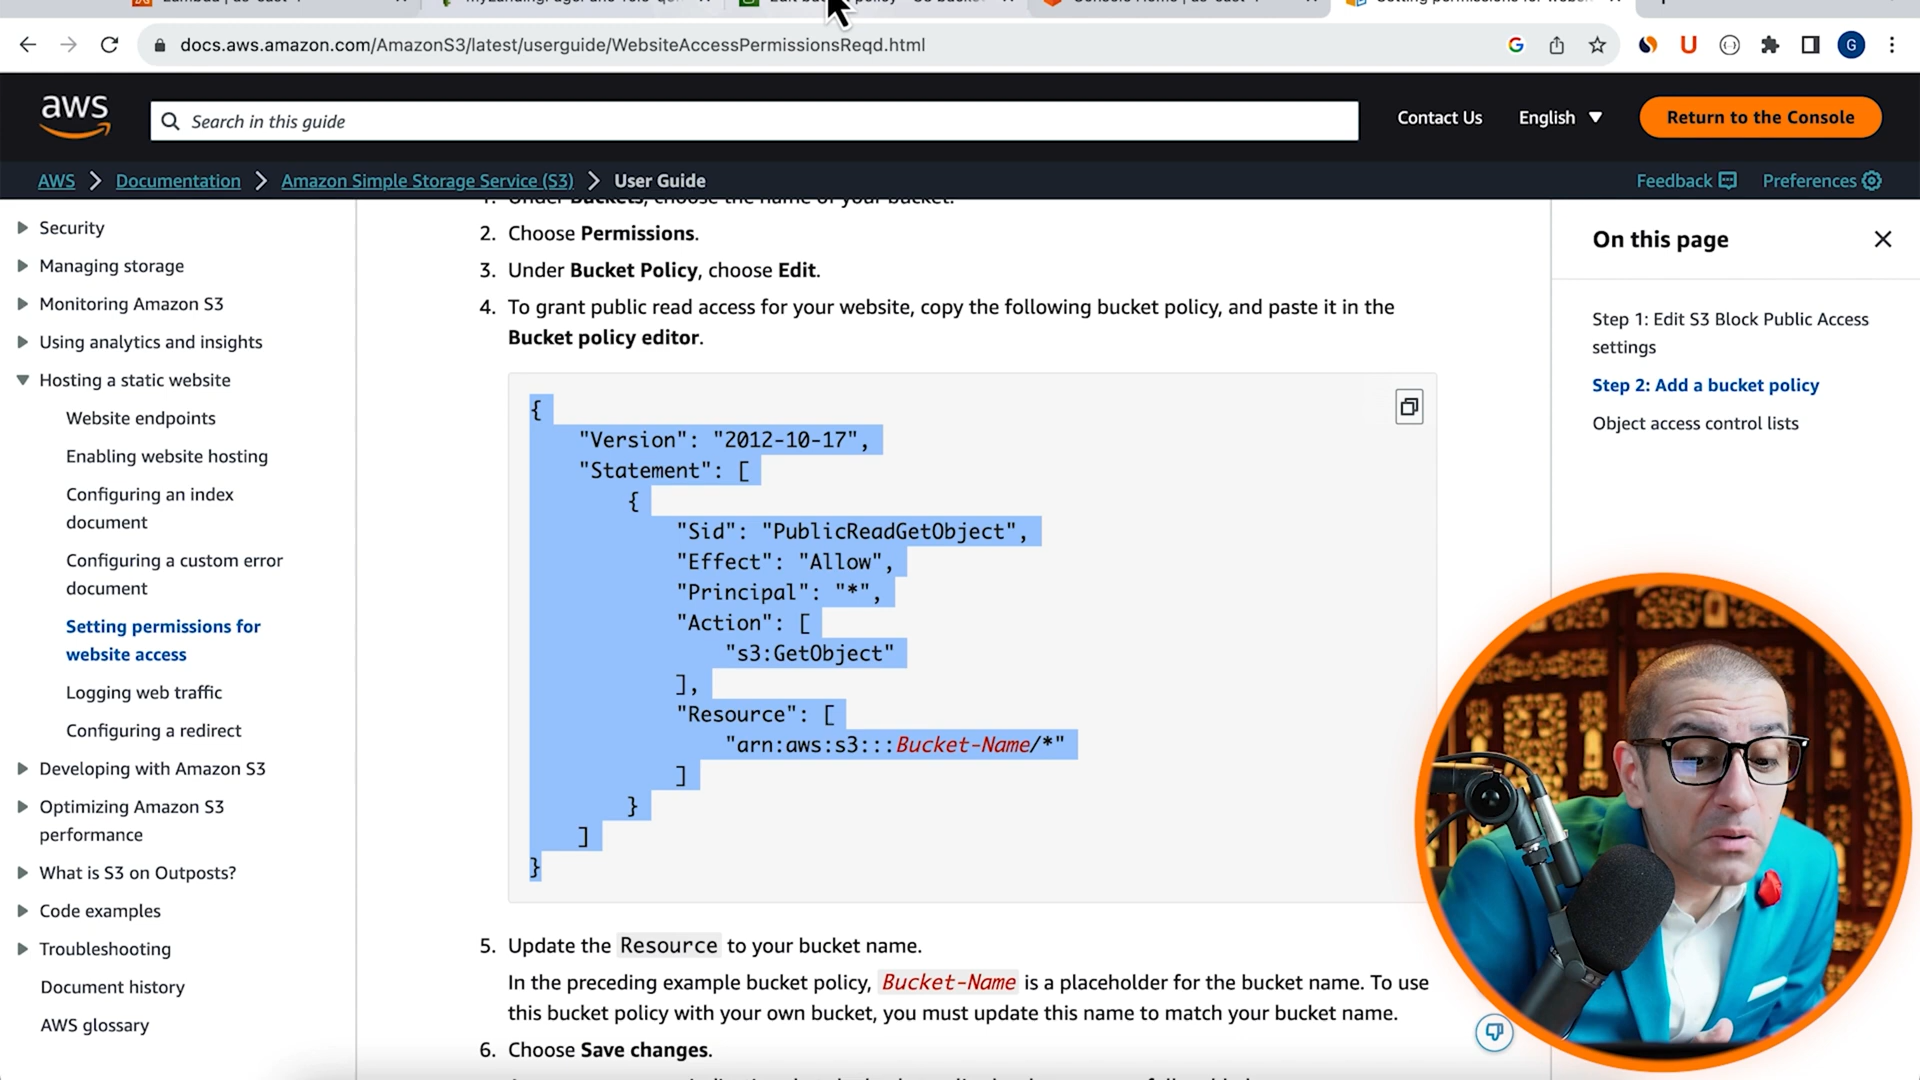 docs.aws.amazon.com/AmazonS3/latest/userguide/WebsiteAccessPermissionsReqd.html
G
aws
Search in this guide
Contact Us
English
Return to the Console
AWS
Documentation
Amazon Simple Storage Service (S3)
User Guide
Feedback
Preferences
Security
Managing storage
Monitoring Amazon S3
Using analytics and insights
Hosting a static website
Website endpoints
Enabling website hosting
Configuring an index
document
Configuring a custom error
document
Setting permissions for
website access
Logging web traffic
Configuring a redirect
Developing with Amazon S3
Optimizing Amazon S3
performance
What is S3 on Outposts?
Code examples
Troubleshooting
Document history
AWS glossary
1. Under Buckets, choose the name of your bucket.
2. Choose Permissions.
3. Under Bucket Policy, choose Edit.
4. To grant public read access for your website, copy the following bucket policy, and paste it in the
Bucket policy editor.
{
"Version": "2012-10-17",
"Statement": [
{
"Sid": "PublicReadGetObject",
"Effect": "Allow",
"Principal": "*",
"Action": [
"s3:GetObject"
],
"Resource": [
"arn:aws:s3:::Bucket-Name/*"
]
}
]
}
5. Update the Resource to your bucket name.
In the preceding example bucket policy, Bucket-Name is a placeholder for the bucket name. To use
this bucket policy with your own bucket, you must update this name to match your bucket name.
6. Choose Save changes.
On this page
Step 1: Edit S3 Block Public Access
settings
Step 2: Add a bucket policy
Object access control lists